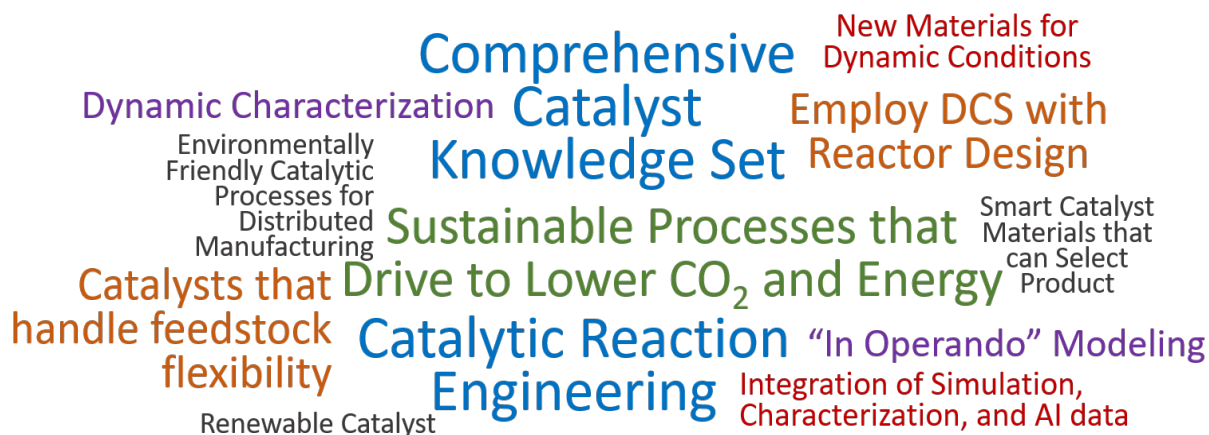 Comprehensive
Catalyst
Knowledge Set
New Materials for
Dynamic Conditions
Dynamic Characterization
Employ DCS with
Reactor Design
Environmentally
Friendly Catalytic
Processes for
Distributed
Manufacturing
Sustainable Processes that
Drive to Lower CO₂ and Energy
Smart Catalyst
Materials that
can Select
Product
Catalysts that
handle feedstock
flexibility
Catalytic Reaction
Engineering
“In Operando” Modeling
Integration of Simulation,
Characterization, and AI data
Renewable Catalyst